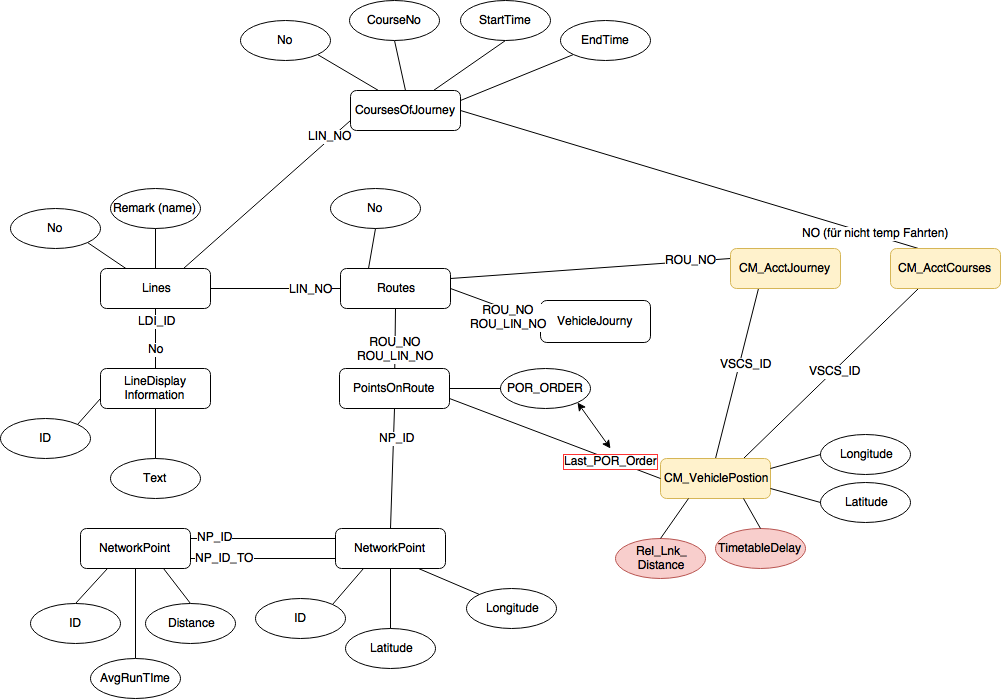 CourseNo
StartTime
No
EndTime
CoursesOfJourney
LIN_NO
Remark (name)
No
No
NO (für nicht temp Fahrten)
ROU_NO
CM_AcctJourney
CM_AcctCourses
Lines
LIN_NO
Routes
ROU_NO
ROU_LIN_NO
VehicleJourny
LDI_ID
No
ROU_NO
ROU_LIN_NO
VSCS_ID
VSCS_ID
LineDisplay
Information
PointsOnRoute
POR_ORDER
ID
NP_ID
Last_POR_Order
Longitude
Text
CM_VehiclePostion
Latitude
NP_ID
NetworkPoint
NP_ID_TO
NetworkPoint
Rel_Lnk_
Distance
TimetableDelay
ID
Distance
ID
Longitude
Latitude
AvgRunTIme